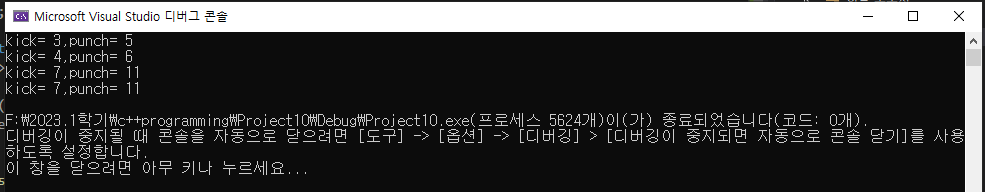 Microsoft Visual Studio 디버그 콘솔
kick= 3,punch= 5
kick= 4,punch= 6
kick= 7,punch= 11
kick= 7,punch= 11
F:₩2023.1학기₩c++programming₩Project10₩Debug₩Project10.exe(프로세스 5624개)이(가) 종료되었습니다(코드: 0개).
디버깅이 중지될 때 콘솔을 자동으로 닫으려면 [도구] -> [옵션] -> [디버깅] > [디버깅이 중지되면 자동으로 콘솔 닫기]를 사용
하도록 설정합니다.
이 창을 닫으려면 아무 키나 누르세요...